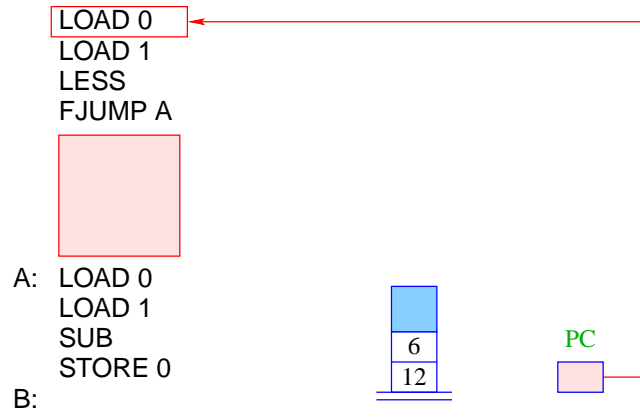 LOAD 0
LOAD 1
LESS
FJUMP A
A: LOAD 0
LOAD 1
SUB
STORE 0
B:
6
12
PC